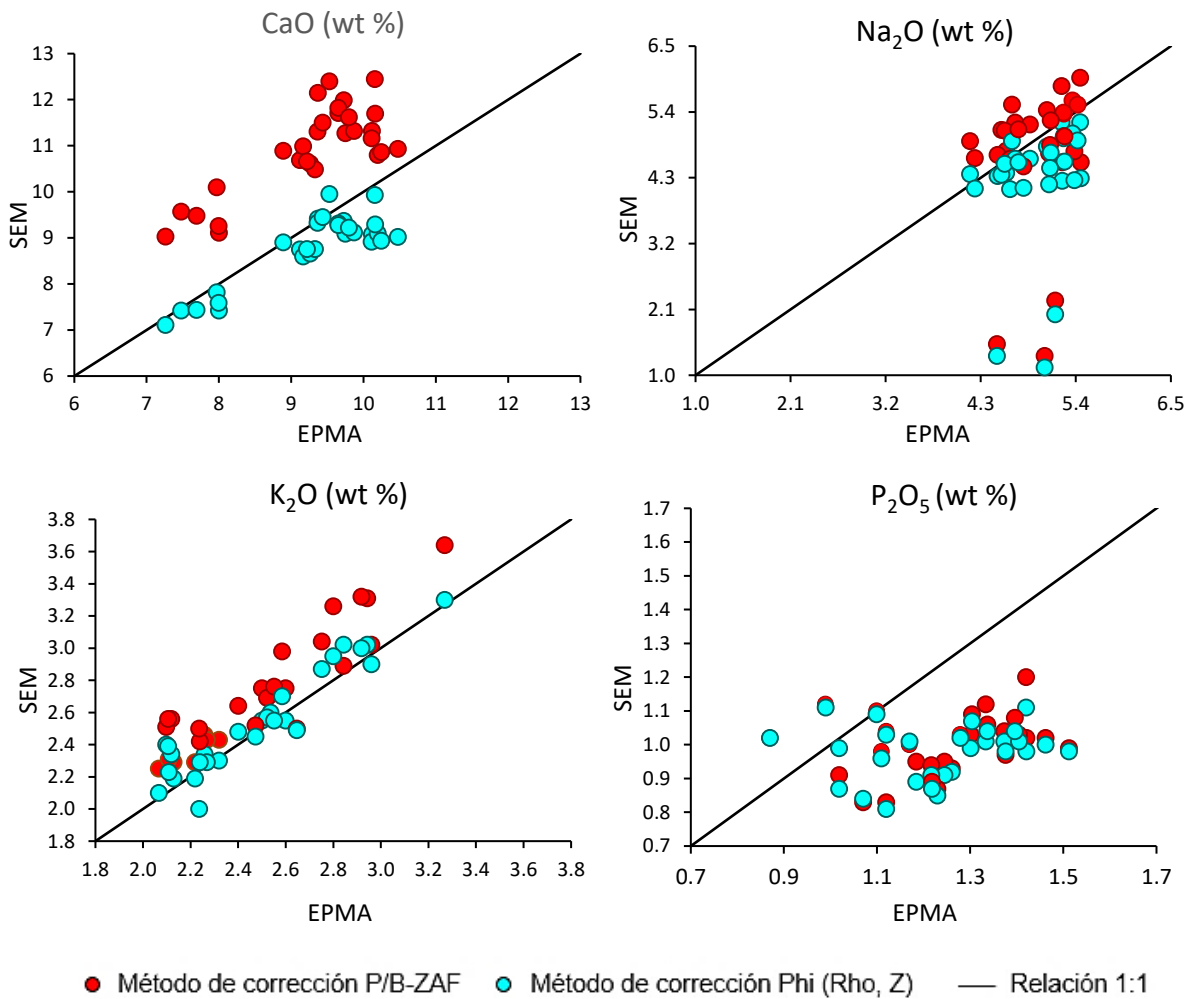 CaO (wt %)
13
12
11
10
9
8
7
6
SEM
6 7 8 9 10 11 12 13
EPMA
Na₂O (wt %)
6.5
5.4
4.3
3.2
2.1
1.0
SEM
1.0 2.1 3.2 4.3 5.4 6.5
EPMA
K₂O (wt %)
3.8
3.6
3.4
3.2
3.0
2.8
2.6
2.4
2.2
2.0
1.8
SEM
1.8 2.0 2.2 2.4 2.6 2.8 3.0 3.2 3.4 3.6 3.8
EPMA
P₂O₅ (wt %)
1.7
1.6
1.5
1.4
1.3
1.2
1.1
1.0
0.9
0.8
0.7
SEM
0.7 0.9 1.1 1.3 1.5 1.7
EPMA
Método de corrección P/B-ZAF Método de corrección Phi (Rho, Z) Relación 1:1